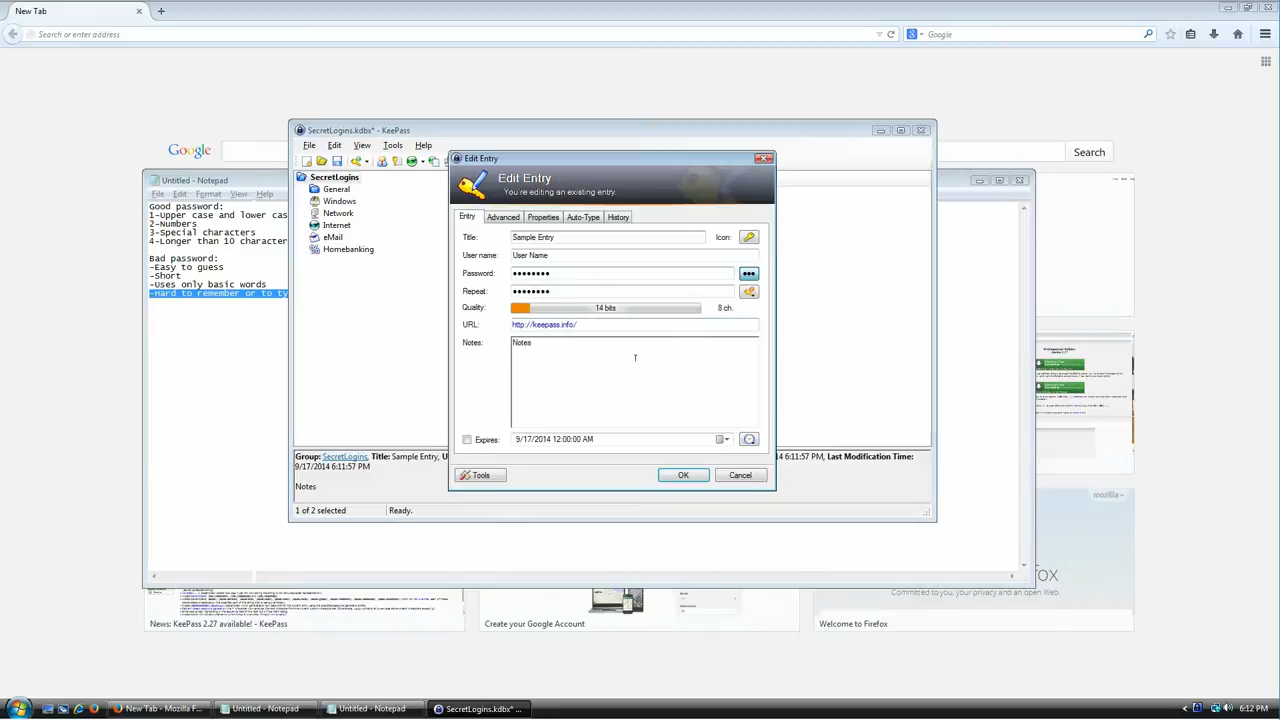 New Tab
Search or enter address
Google
Google
Search
SecretLogins.kdbx* - KeePass
File Edit View Tools Help
SecretLogins
General
Windows
Network
Internet
eMail
Homebanking
Untitled - Notepad
File Edit Format View Help
Good password:
1-Upper case and lower cas
2-Numbers
3-Special characters
4-Longer than 10 character
Bad password:
-Easy to guess
-Short
-Uses only basic words
-Hard to remember or to ty
Edit Entry
Edit Entry
You're editing an existing entry.
Entry Advanced Properties Auto-Type History
Title: Sample Entry Icon:
User name: User Name
Password: ••••••••
Repeat: ••••••••
Quality: 14 bits 8 ch.
URL: http://keepass.info/
Notes: Notes
Expires: 9/17/2014 12:00:00 AM
Tools OK Cancel
Group: SecretLogins, Title: Sample Entry, U
PM, Last Modification Time:
9/17/2014 6:11:57 PM
Notes
1 of 2 selected Ready.
mozilla
fox
Committed to you, your privacy and an open Web.
News: KeePass 2.27 available! - KeePass
Create your Google Account
Welcome to Firefox
New Tab - Mozilla F...
Untitled - Notepad
Untitled - Notepad
SecretLogins.kdbx* ...
6:12 PM